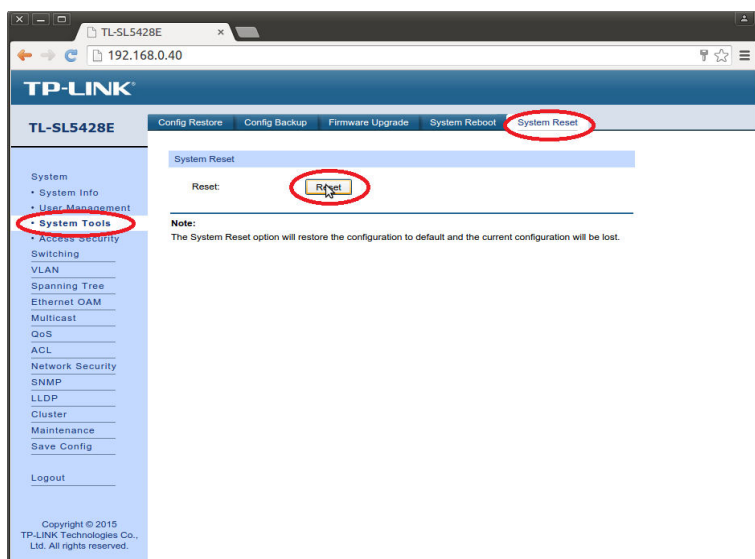 TL-SL5428E
192.168.0.40
TP-LINK
TL-SL5428E
Config Restore Config Backup Firmware Upgrade System Reboot System Reset
System Reset
Reset: Reset
Note:
The System Reset option will restore the configuration to default and the current configuration will be lost.
System
• System Info
• User Management
• System Tools
• Access Security
Switching
VLAN
Spanning Tree
Ethernet OAM
Multicast
QoS
ACL
Network Security
SNMP
LLDP
Cluster
Maintenance
Save Config
Logout
Copyright © 2015
TP-LINK Technologies Co.,
Ltd. All rights reserved.